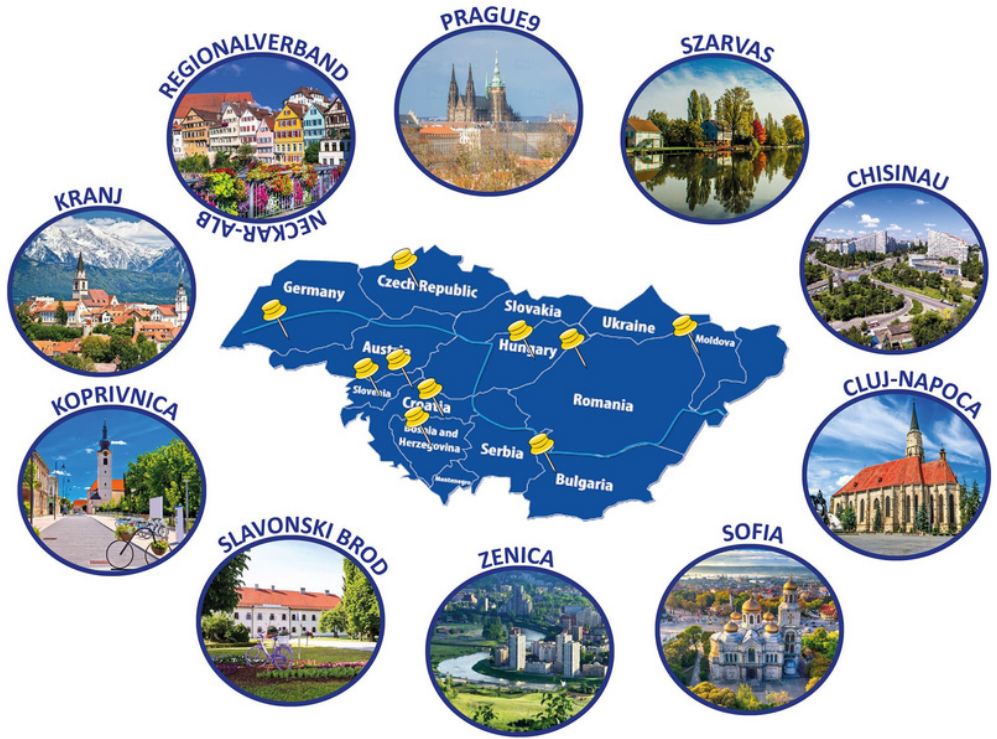 PRAGUE9
REGIONALVERBAND
NECKAR-ALB
SZARVAS
KRANJ
CHISINAU
KOPRIVNICA
CLUJ-NAPOCA
SLAVONSKI BROD
ZENICA
SOFIA
Germany
Czech Republic
Slovakia
Ukraine
Moldova
Austria
Hungary
Slovenia
Croatia
Romania
Bosnia and
Herzegovina
Serbia
Montenegro
Bulgaria